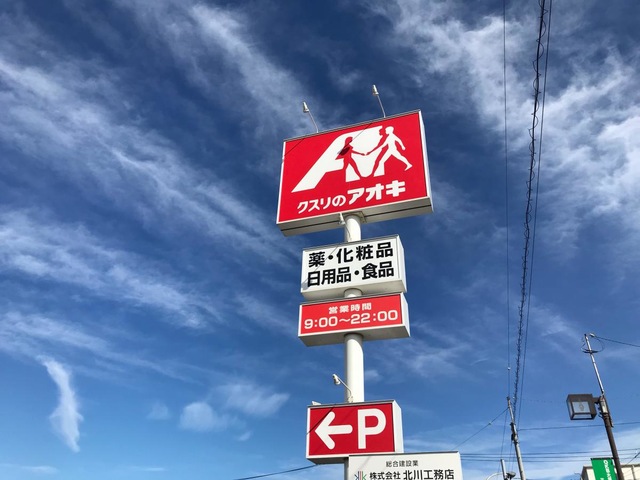 クスリのアオキ
薬・化粧品
日用品・食品
営業時間
9:00～22:00
←P
総合建設業
株式会社 北川工務店